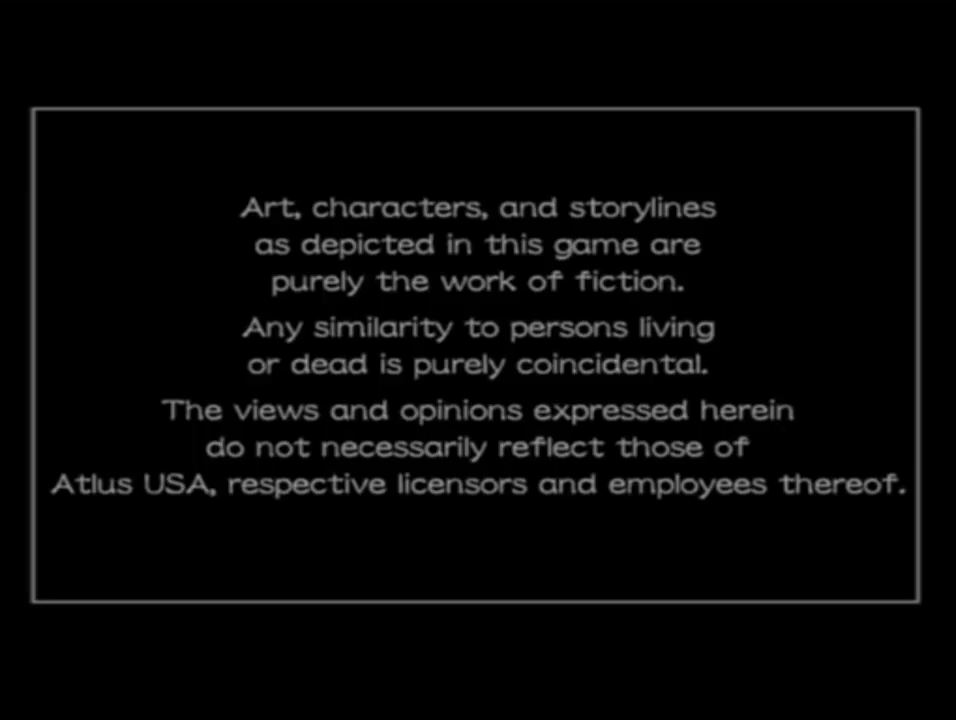 Art, characters, and storylines
as depicted in this game are
purely the work of fiction.
Any similarity to persons living
or dead is purely coincidental.
The views and opinions expressed herein
do not necessarily reflect those of
Atlus USA, respective licensors and employees thereof.